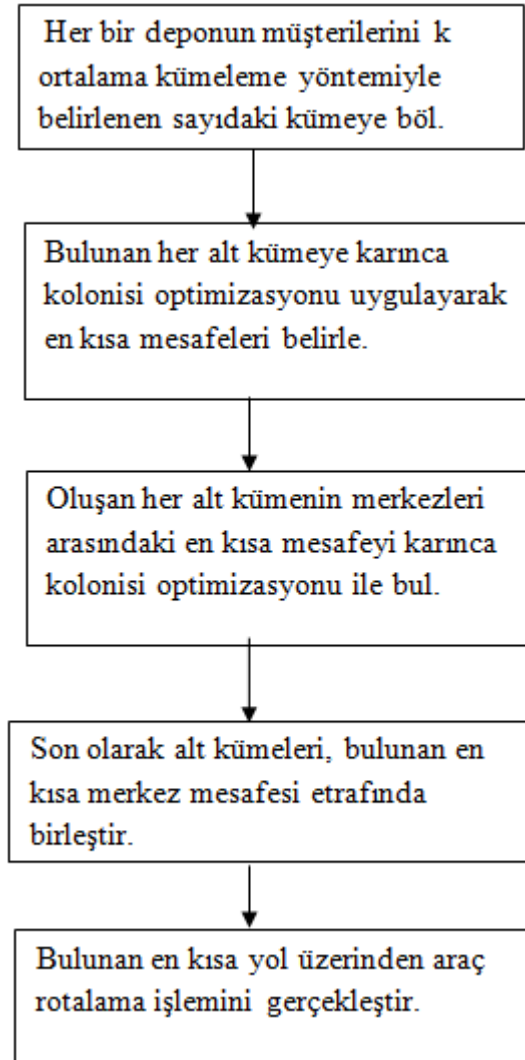 Her bir deponun müşterilerini k
ortalama kümeleme yöntemiyle
belirlenen sayıdaki kümeye böl.
Bulunan her alt kümeye karınca
kolonisi optimizasyonu uygulayarak
en kısa mesafeleri belirle.
Oluşan her alt kümenin merkezleri
arasındaki en kısa mesafeyi karınca
kolonisi optimizasyonu ile bul.
Son olarak alt kümeleri, bulunan en
kısa merkez mesafesi etrafında
birleştir.
Bulunan en kısa yol üzerinden araç
rotalama işlemini gerçekleştir.